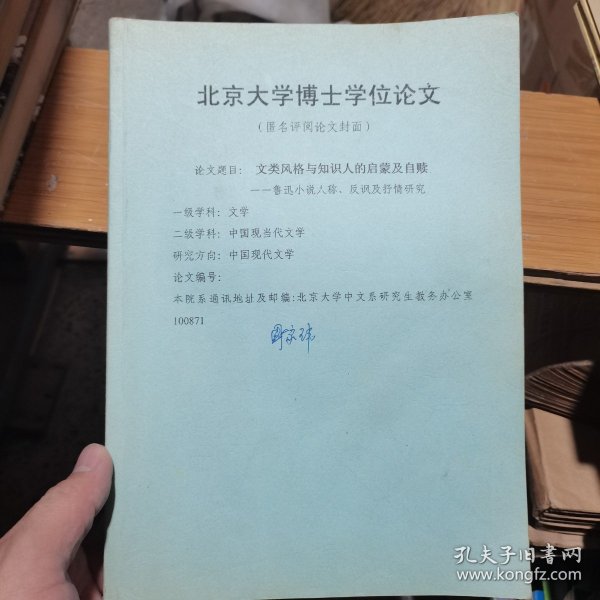 北京大学博士学位论文
(匿名评阅论文封面)
论文题目: 文类风格与知识人的启蒙及自赎
——鲁迅小说人称、反讽及抒情研究
一级学科: 文学
二级学科: 中国现当代文学
研究方向: 中国现代文学
论文编号:
本院系通讯地址及邮编:北京大学中文系研究生教务办公室
100871
孔夫子旧书网
www.kongfz.com